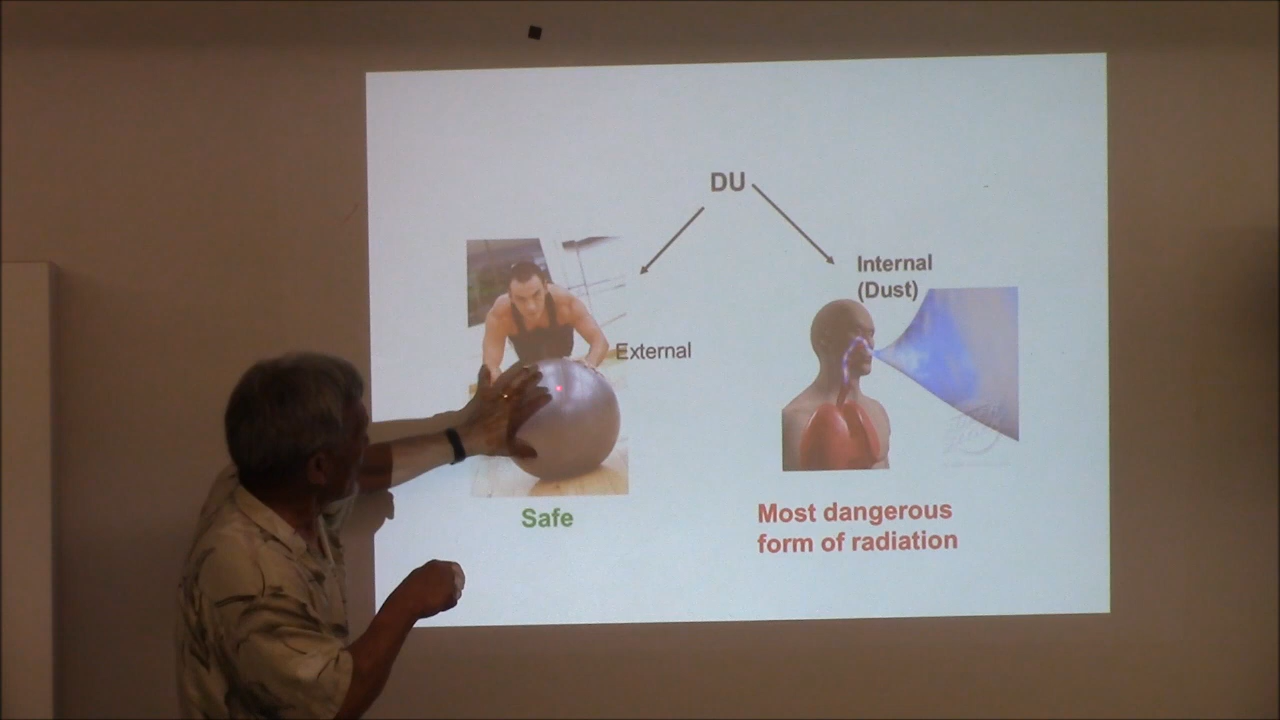 DU
Internal
(Dust)
External
Safe
Most dangerous
form of radiation